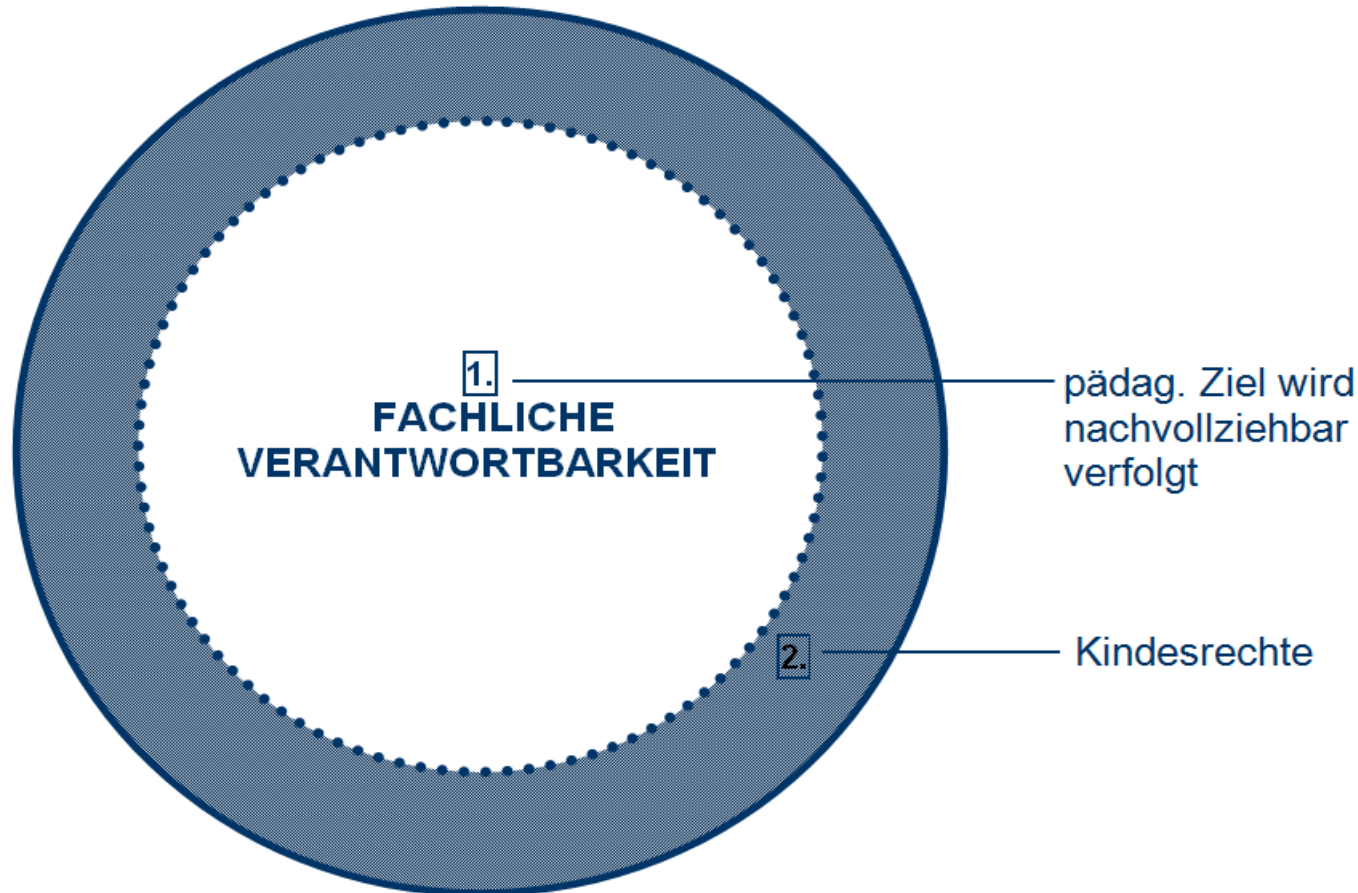 1.
FACHLICHE
VERANTWORTBARKEIT
pädag. Ziel wird
nachvollziehbar
verfolgt
2.
Kindesrechte